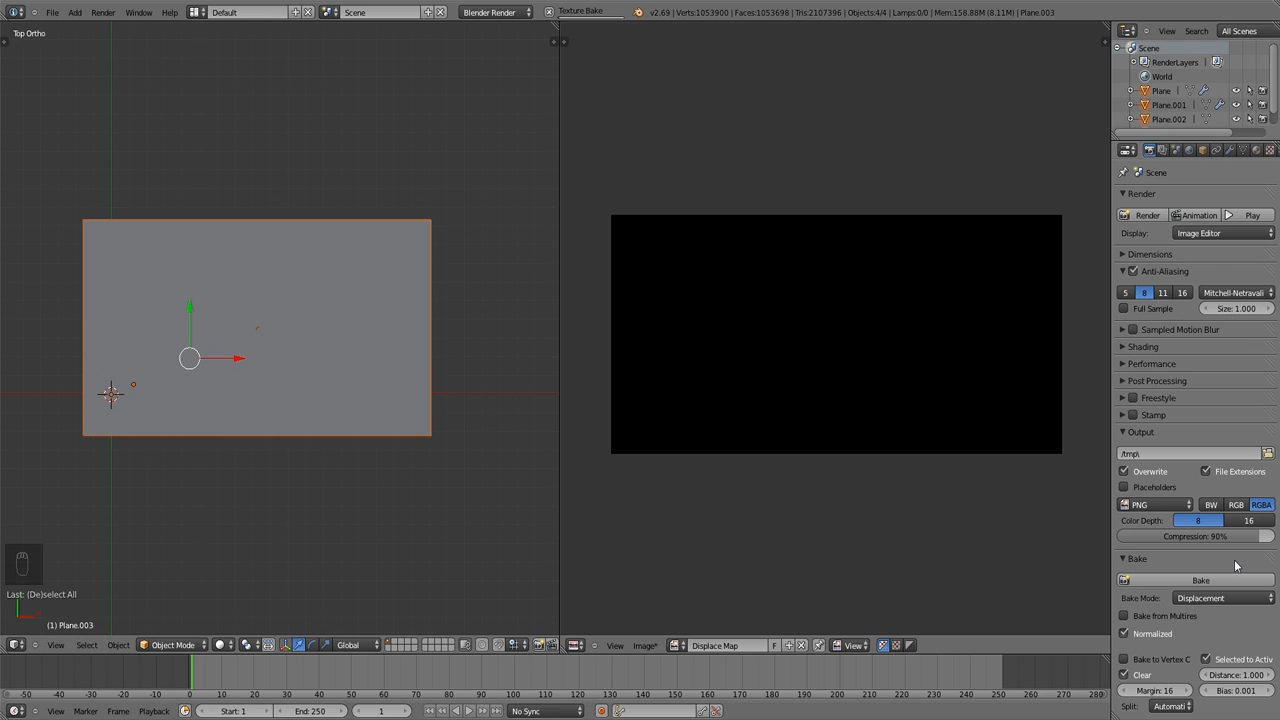 File Add Render Window Help Default Scene Blender Render Texture Bake v2.69 | Verts:1053900 | Faces:1053698 | Tris:2107396 | Objects:4/4 | Lamps:0/0 | Mem:158.88M (8.11M) | Plane.003
Top Ortho
View Search All Scenes
Scene
RenderLayers
World
Plane
Plane.001
Plane.002
Scene
Render
Render Animation Play
Display: Image Editor
Dimensions
Anti-Aliasing
5 8 11 16 Mitchell-Netravali
Full Sample Size: 1.000
Sampled Motion Blur
Shading
Performance
Post Processing
Freestyle
Stamp
Output
/tmp\
Overwrite File Extensions
Placeholders
PNG BW RGB RGBA
Color Depth: 8 16
Compression: 90%
Bake
Bake
Bake Mode: Displacement
Bake from Multires
Normalized
Bake to Vertex C Selected to Activ
Clear Distance: 1.000
Margin: 16 Bias: 0.001
Split: Automati
Last: (De)select All
(1) Plane.003
View Select Object Object Mode Global
View Image* Displace Map F View
-50 -40 -30 -20 -10 0 10 20 30 40 50 60 70 80 90 100 110 120 130 140 150 160 170 180 190 200 210 220 230 240 250 260 270 280
View Marker Frame Playback Start: 1 End: 250 1 No Sync